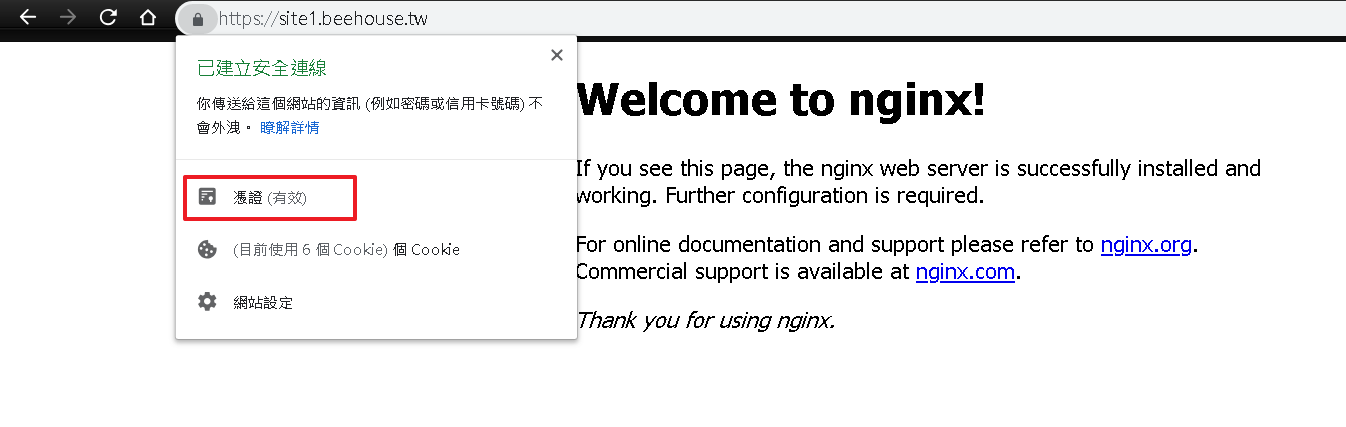 https://site1.beehouse.tw
已建立安全連線
你傳送給這個網站的資訊 (例如密碼或信用卡號碼) 不
會外洩。 瞭解詳情
憑證 (有效)
(目前使用 6 個 Cookie) 個 Cookie
網站設定
Welcome to nginx!
If you see this page, the nginx web server is successfully installed and
working. Further configuration is required.
For online documentation and support please refer to nginx.org.
Commercial support is available at nginx.com.
Thank you for using nginx.